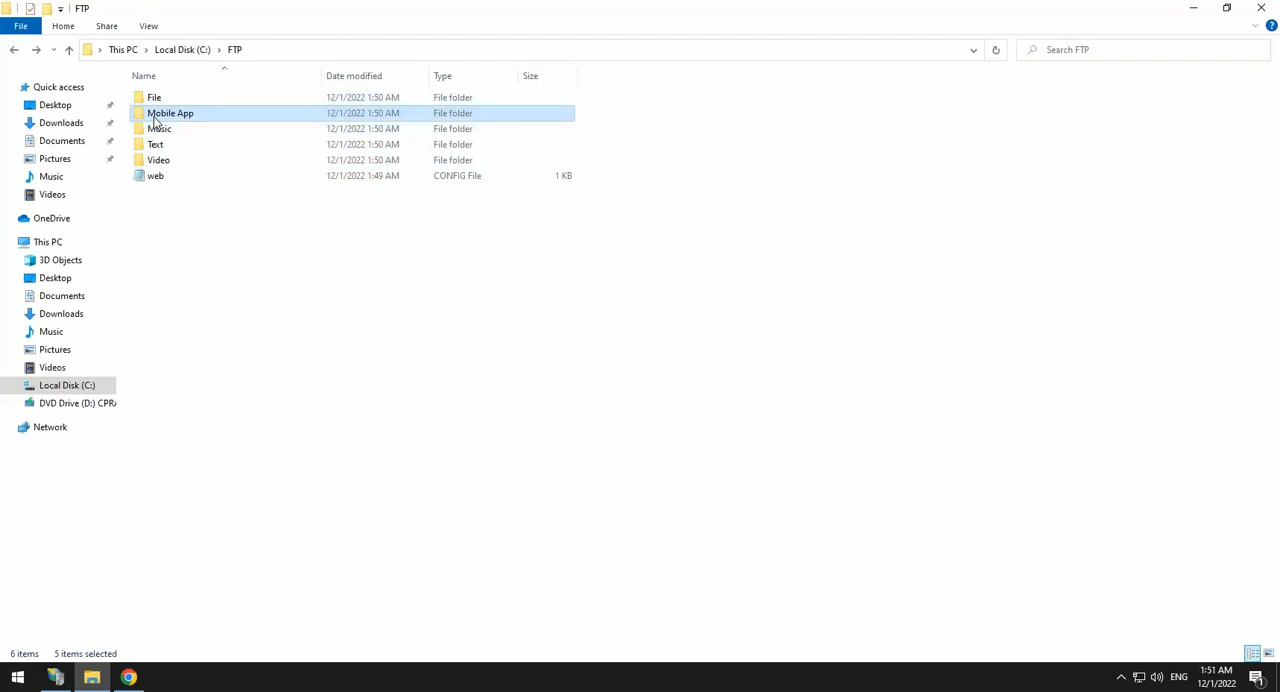 FTP
File Home Share View
This PC Local Disk (C:) FTP
Search FTP
Name Date modified Type Size
Quick access
Desktop
Downloads
Documents
Pictures
Music
Videos
OneDrive
This PC
3D Objects
Desktop
Documents
Downloads
Music
Pictures
Videos
Local Disk (C:)
DVD Drive (D:) CPRA
Network
File 12/1/2022 1:50 AM File folder
Mobile App 12/1/2022 1:50 AM File folder
Music 12/1/2022 1:50 AM File folder
Text 12/1/2022 1:50 AM File folder
Video 12/1/2022 1:50 AM File folder
web 12/1/2022 1:49 AM CONFIG File 1 KB
6 items 5 items selected
ENG
1:51 AM
12/1/2022
1